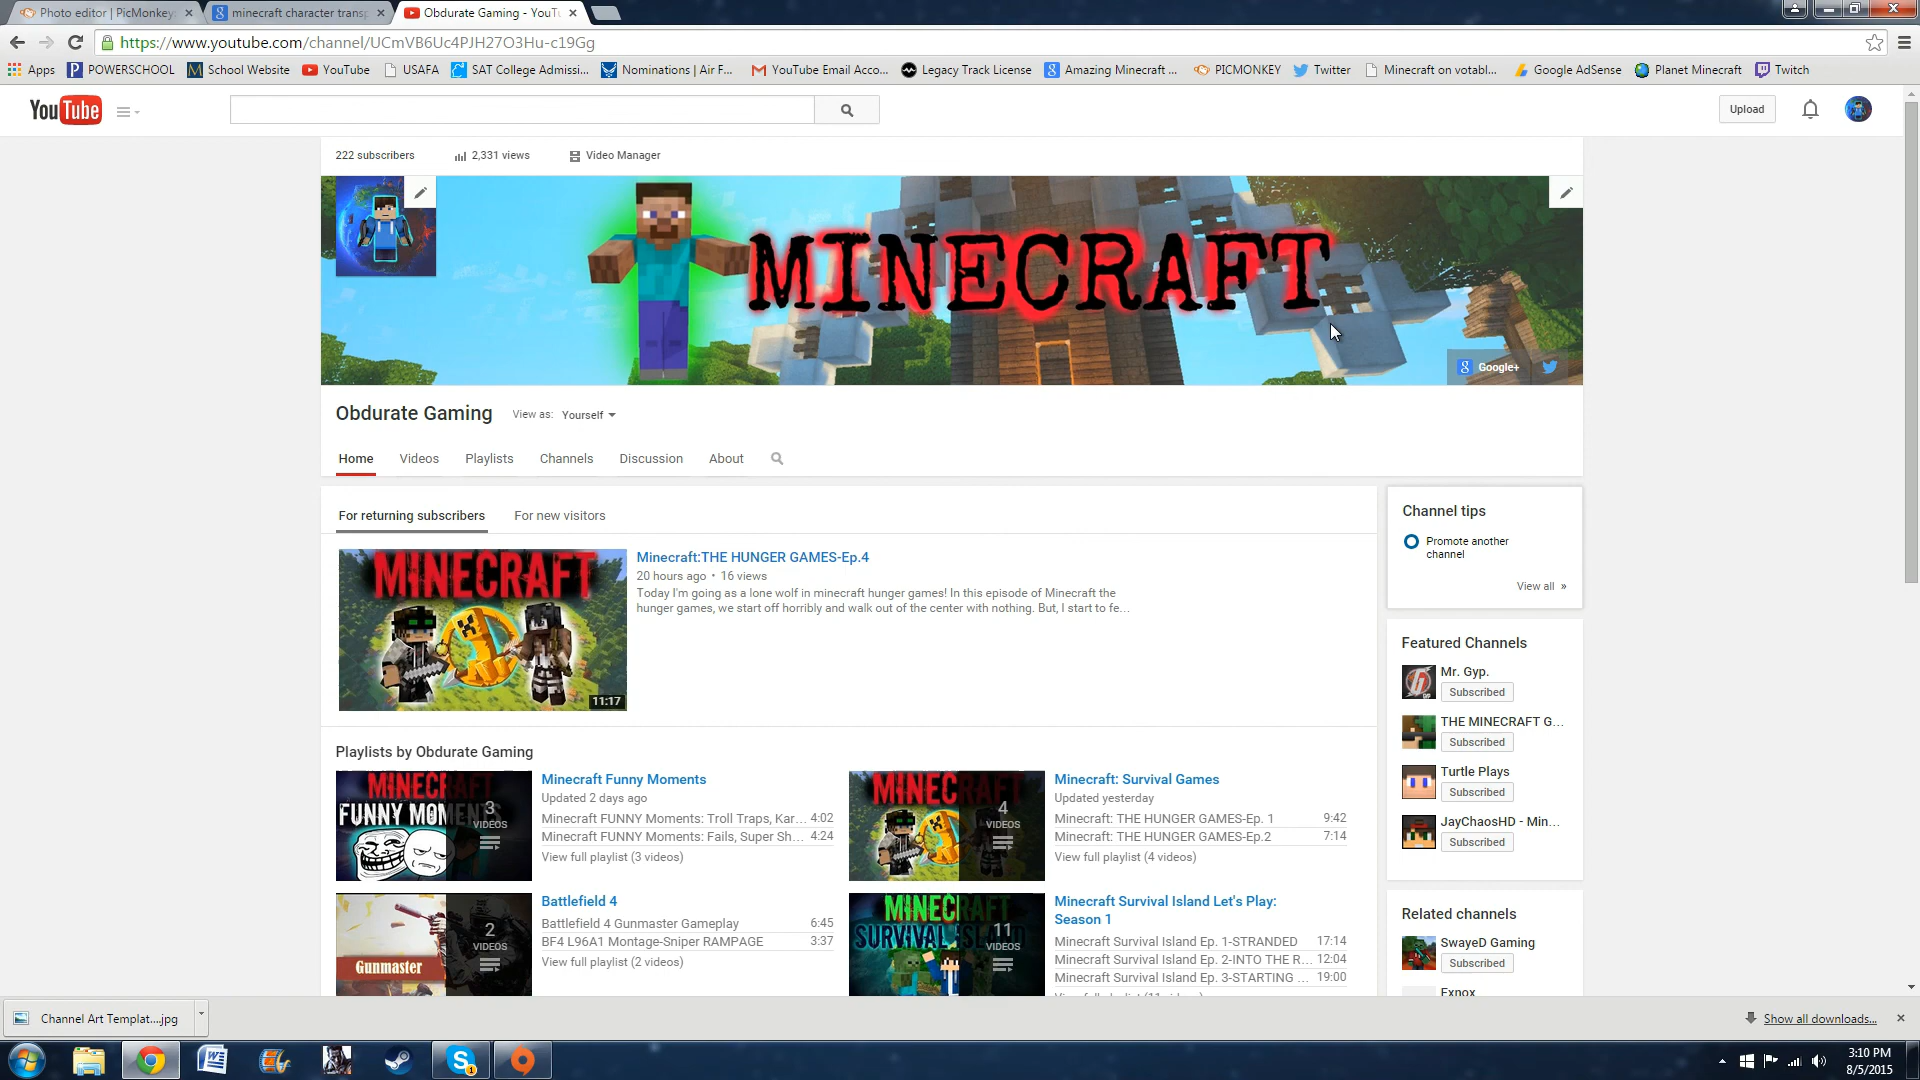 Photo editor | PicMonkey
minecraft character transp
Obdurate Gaming - YouTu
https://www.youtube.com/channel/UCmVB6Uc4PJH27O3Hu-c19Gg
Apps
POWERSCHOOL
School Website
YouTube
USAFA
SAT College Admissi...
Nominations | Air F...
YouTube Email Acco...
Legacy Track License
Amazing Minecraft ...
PICMONKEY
Twitter
Minecraft on votabl...
Google AdSense
Planet Minecraft
Twitch
YouTube
Upload
222 subscribers
2,331 views
Video Manager
MINECRAFT
Google+
Obdurate Gaming
View as: Yourself
Home
Videos
Playlists
Channels
Discussion
About
For returning subscribers
For new visitors
MINECRAFT
11:17
Minecraft:THE HUNGER GAMES-Ep.4
20 hours ago • 16 views
Today I'm going as a lone wolf in minecraft hunger games! In this episode of Minecraft the
hunger games, we start off horribly and walk out of the center with nothing. But, I start to fe...
Channel tips
Promote another
channel
View all »
Featured Channels
Mr. Gyp.
Subscribed
THE MINECRAFT G...
Subscribed
Turtle Plays
Subscribed
JayChaosHD - Min...
Subscribed
Related channels
SwayeD Gaming
Subscribed
Exnox
Playlists by Obdurate Gaming
MINECRAFT
FUNNY MOMENTS
3
VIDEOS
Minecraft Funny Moments
Updated 2 days ago
Minecraft FUNNY Moments: Troll Traps, Kar... 4:02
Minecraft FUNNY Moments: Fails, Super Sh... 4:24
View full playlist (3 videos)
MINECRAFT
4
VIDEOS
Minecraft: Survival Games
Updated yesterday
Minecraft: THE HUNGER GAMES-Ep. 1 9:42
Minecraft: THE HUNGER GAMES-Ep.2 7:14
View full playlist (4 videos)
Gunmaster
2
VIDEOS
Battlefield 4
Battlefield 4 Gunmaster Gameplay 6:45
BF4 L96A1 Montage-Sniper RAMPAGE 3:37
View full playlist (2 videos)
MINECRAFT
SURVIVAL ISLAND
11
VIDEOS
Minecraft Survival Island Let's Play:
Season 1
Minecraft Survival Island Ep. 1-STRANDED 17:14
Minecraft Survival Island Ep. 2-INTO THE R... 12:04
Minecraft Survival Island Ep. 3-STARTING ... 19:00
Channel Art Templat....jpg
Show all downloads...
3:10 PM
8/5/2015